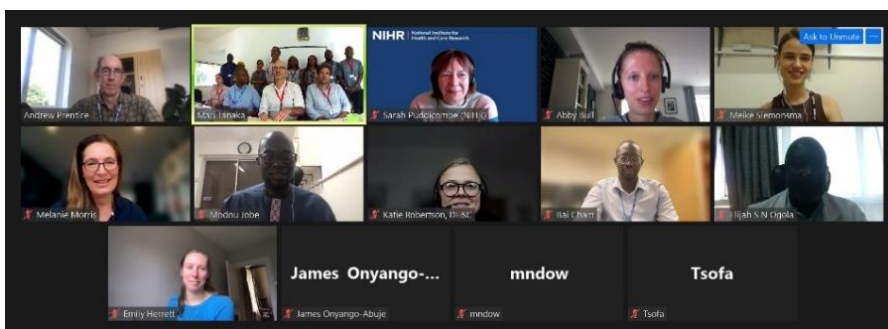 NIHR | National Institute for
Health and Care Research
Ask to Unmute ...
Andrew Prentice
Mari Tanaka
Sarah Puddicombe (NIHR)
Abby Bull
Meike Siemonsma
Melanie Morris
Modou Jobe
Katie Robertson, DHSC
Bai Cham
Elijah S N Ogola
James Onyango-...
mndow
Tsofa
Emily Herrett
James Onyango-Abuje
mndow
Tsofa